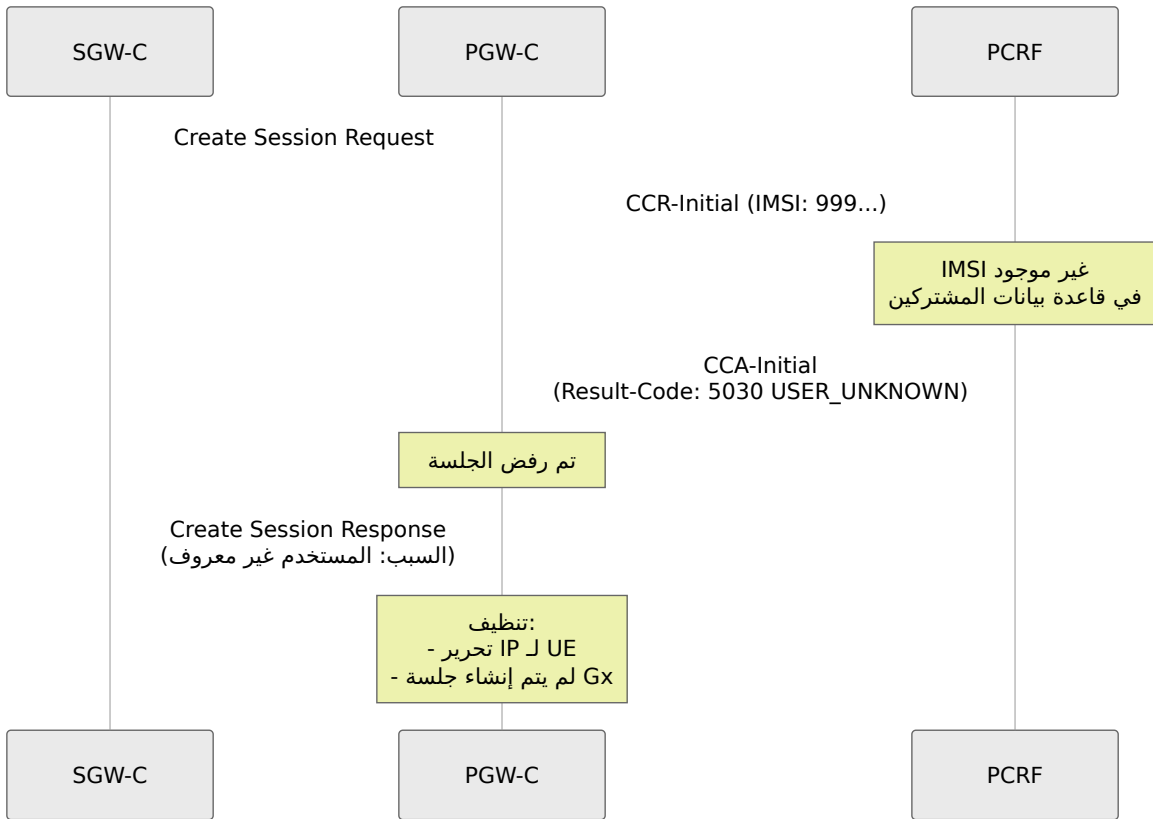 SGW-C
PGW-C
PCRF
Create Session Request
CCR-Initial (IMSI: 999...)
IMSI غير موجود
في قاعدة بيانات المشتركين
CCA-Initial
(Result-Code: 5030 USER_UNKNOWN)
تم رفض الجلسة
Create Session Response
(السبب: المستخدم غير معروف)
تنظيف:
- تحرير IP لـ UE
- لم يتم إنشاء جلسة Gx
SGW-C
PGW-C
PCRF